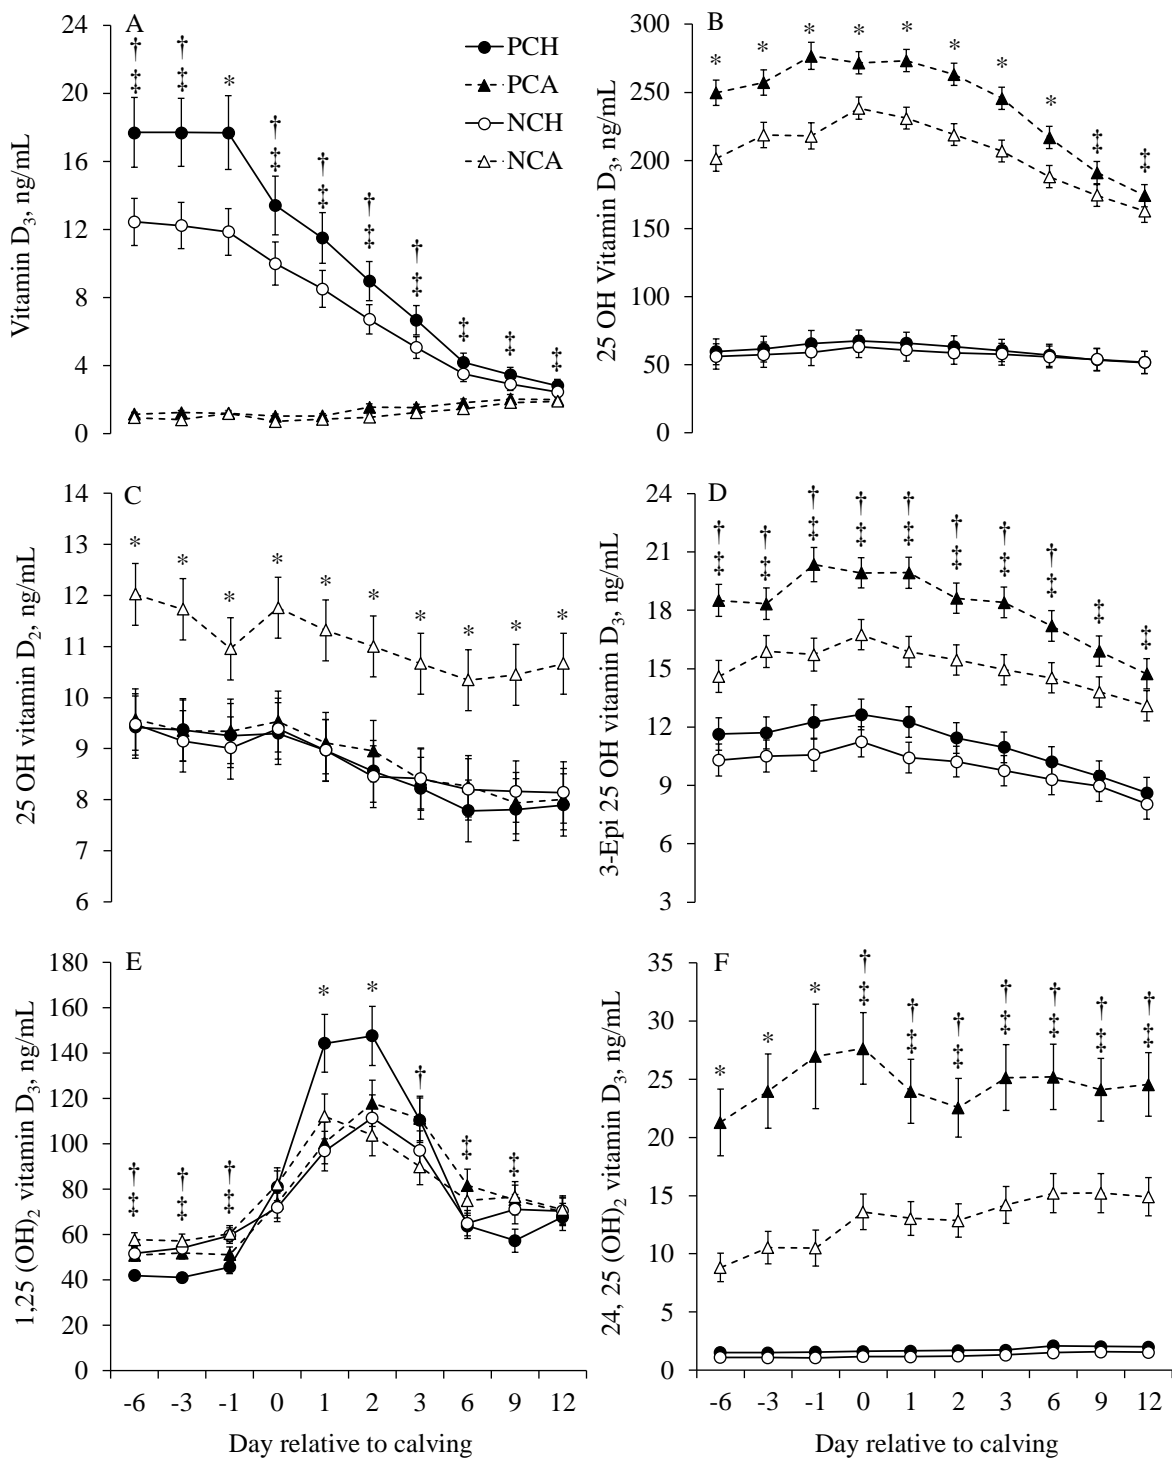 A
Vitamin D3, ng/mL
24
20
16
12
8
4
0
† † * † † † †
‡ ‡ ‡ ‡ ‡ ‡ ‡ ‡ ‡
PCH
PCA
NCH
NCA
B
25 OH Vitamin D3, ng/mL
300
250
200
150
100
50
0
* * * * * * * * ‡ ‡
C
25 OH vitamin D2, ng/mL
14
13
12
11
10
9
8
7
6
* * * * * * * * * *
D
3-Epi 25 OH vitamin D3, ng/mL
24
21
18
15
12
9
6
3
† † † † † † † †
‡ ‡ ‡ ‡ ‡ ‡ ‡ ‡ ‡ ‡
E
1,25 (OH)2 vitamin D3, ng/mL
180
160
140
120
100
80
60
40
20
0
† † † * * †
‡ ‡ ‡ ‡ ‡
-6 -3 -1 0 1 2 3 6 9 12
Day relative to calving
F
24, 25 (OH)2 vitamin D3, ng/mL
35
30
25
20
15
10
5
0
* * * † † † † † † †
‡ ‡ ‡ ‡ ‡ ‡ ‡
-6 -3 -1 0 1 2 3 6 9 12
Day relative to calving